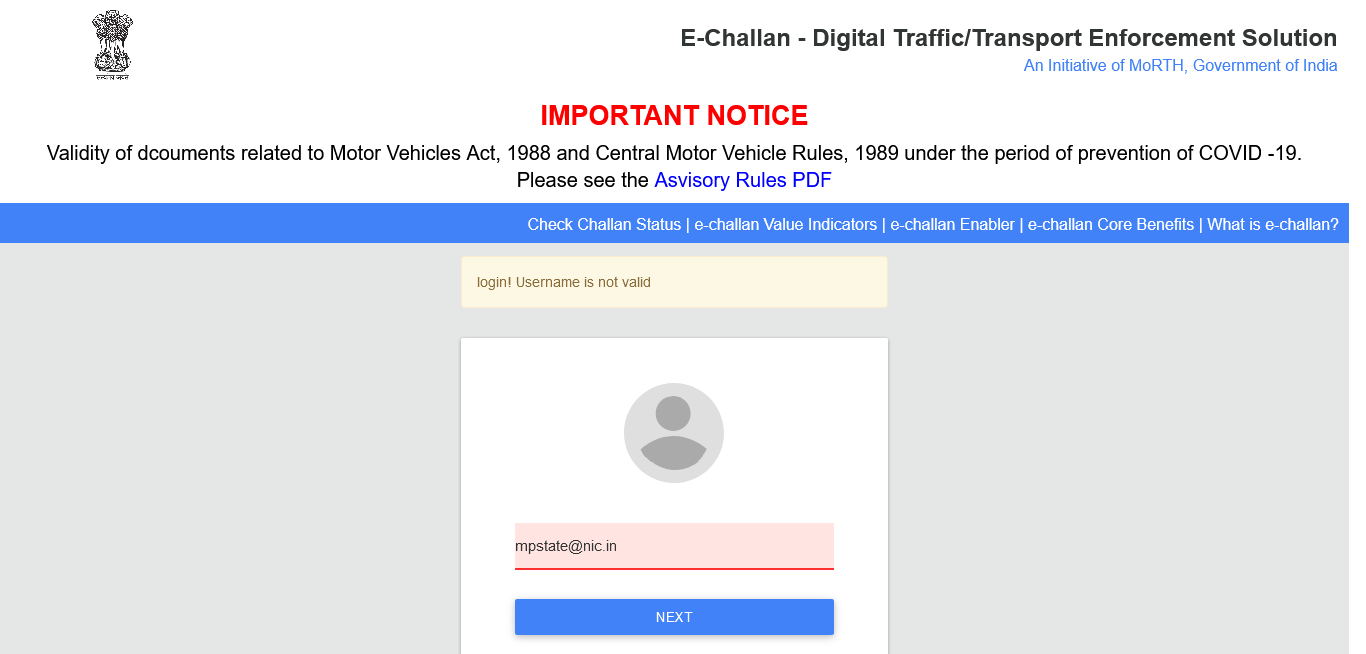 सत्यमेव जयते
E-Challan - Digital Traffic/Transport Enforcement Solution
An Initiative of MoRTH, Government of India
IMPORTANT NOTICE
Validity of dcouments related to Motor Vehicles Act, 1988 and Central Motor Vehicle Rules, 1989 under the period of prevention of COVID -19.
Please see the Asvisory Rules PDF
Check Challan Status | e-challan Value Indicators | e-challan Enabler | e-challan Core Benefits | What is e-challan?
login! Username is not valid
mpstate@nic.in
NEXT